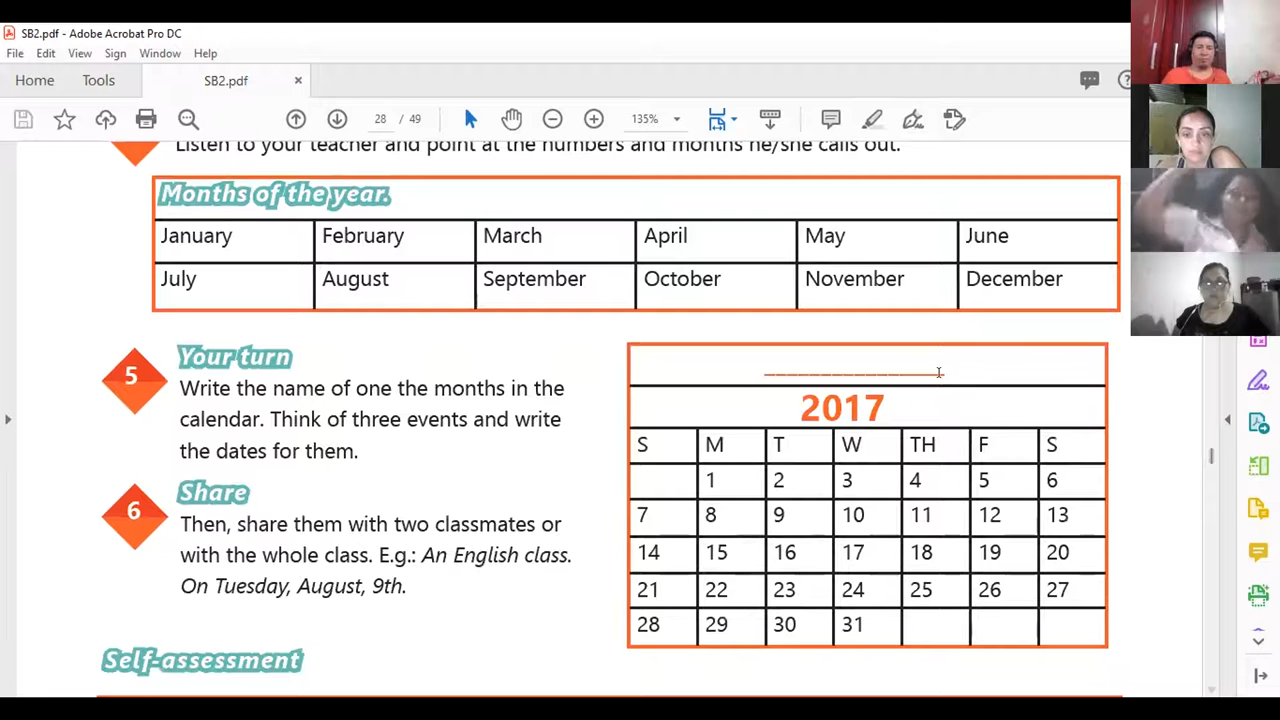 SB2.pdf - Adobe Acrobat Pro DC
File Edit View Sign Window Help
Home Tools SB2.pdf ×
28 / 49 135%
Listen to your teacher and point at the numbers and months he/she calls out.
Months of the year.
January February March April May June
July August September October November December
5 Your turn
Write the name of one the months in the
calendar. Think of three events and write
the dates for them.
6 Share
Then, share them with two classmates or
with the whole class. E.g.: An English class.
On Tuesday, August, 9th.
________________
2017
S M T W TH F S
1 2 3 4 5 6
7 8 9 10 11 12 13
14 15 16 17 18 19 20
21 22 23 24 25 26 27
28 29 30 31
Self-assessment